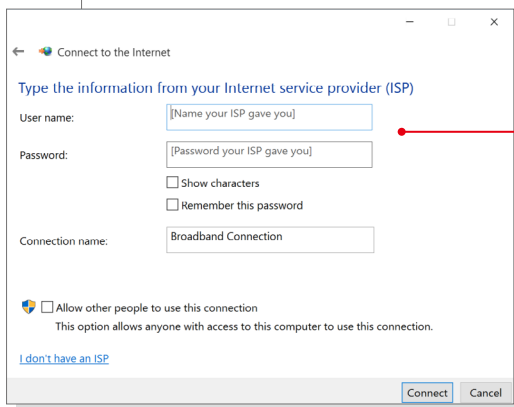 Connect to the Internet
Type the information from your Internet service provider (ISP)
User name:
[Name your ISP gave you]
Password:
[Password your ISP gave you]
Show characters
Remember this password
Connection name:
Broadband Connection
Allow other people to use this connection
This option allows anyone with access to this computer to use this connection.
I don't have an ISP
Connect
Cancel